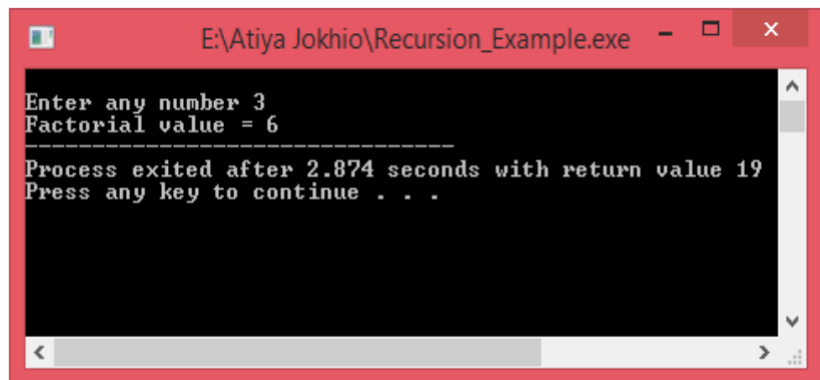 E:\Atiya Jokhio\Recursion_Example.exe
Enter any number 3
Factorial value = 6
--------------------------------
Process exited after 2.874 seconds with return value 19
Press any key to continue . . .